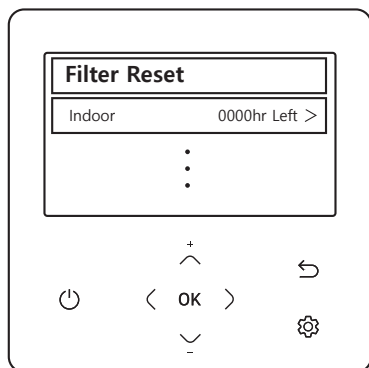 Filter Reset
Indoor 0000hr Left >
+
OK
-